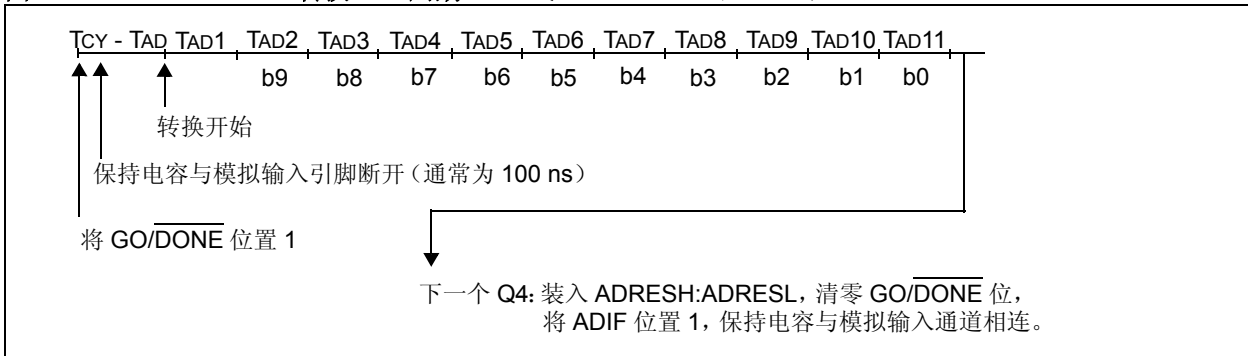 TCY - TAD TAD1 TAD2 TAD3 TAD4 TAD5 TAD6 TAD7 TAD8 TAD9 TAD10 TAD11
b9 b8 b7 b6 b5 b4 b3 b2 b1 b0
转换开始
保持电容与模拟输入引脚断开（通常为 100 ns）
将 GO/DONE 位置 1
下一个 Q4: 装入 ADRESH:ADRESL，清零 GO/DONE 位，
将 ADIF 位置 1，保持电容与模拟输入通道相连。